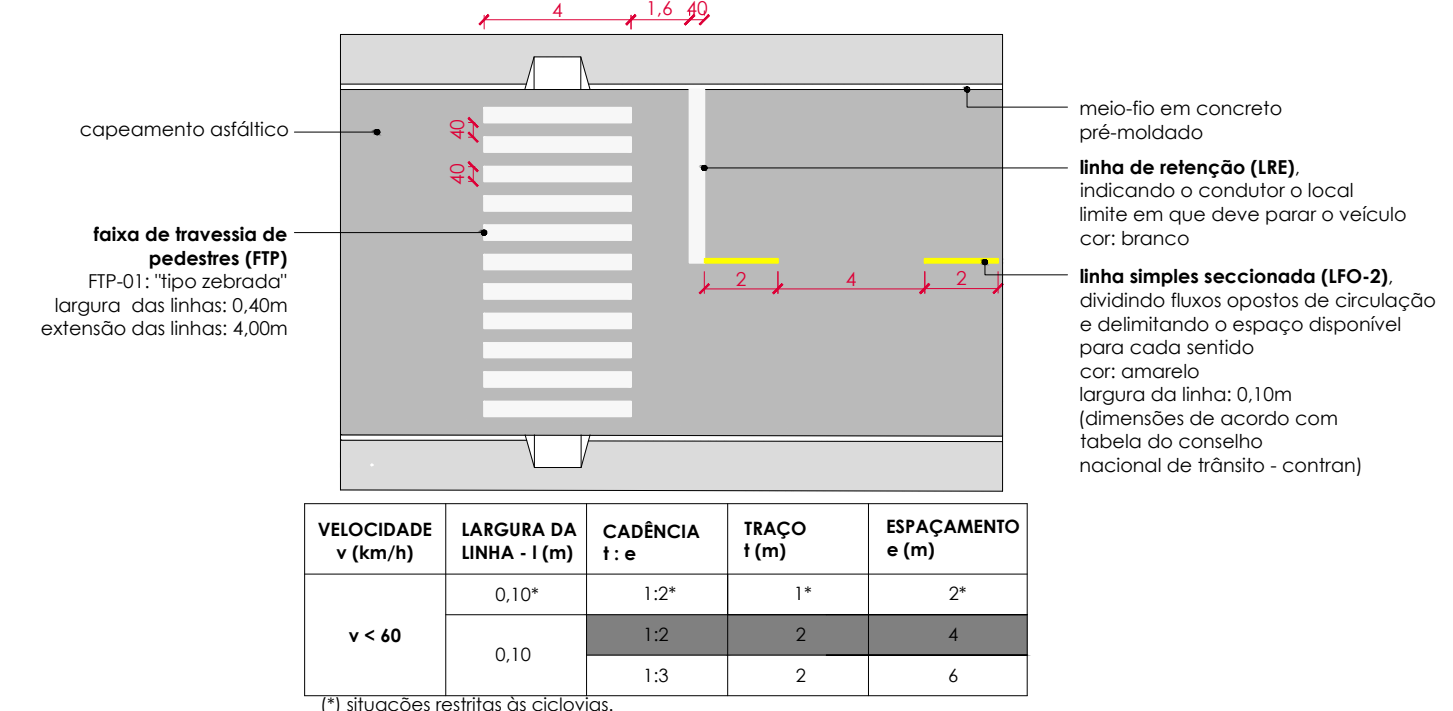 4
1,6
40
capeamento asfáltico
40
40
faixa de travessia de
pedestres (FTP)
FTP-01: "tipo zebrada"
largura das linhas: 0,40m
extensão das linhas: 4,00m
meio-fio em concreto
pré-moldado
linha de retenção (LRE),
indicando o condutor o local
limite em que deve parar o veículo
cor: branco
2
4
2
linha simples seccionada (LFO-2),
dividindo fluxos opostos de circulação
e delimitando o espaço disponível
para cada sentido
cor: amarelo
largura da linha: 0,10m
(dimensões de acordo com
tabela do conselho
nacional de trânsito - contran)
VELOCIDADE
v (km/h)
LARGURA DA
LINHA - l (m)
CADÊNCIA
t : e
TRAÇO
t (m)
ESPAÇAMENTO
e (m)
v < 60
0,10*
1:2*
1*
2*
0,10
1:2
2
4
1:3
2
6
(*) situações restritas às ciclovias.